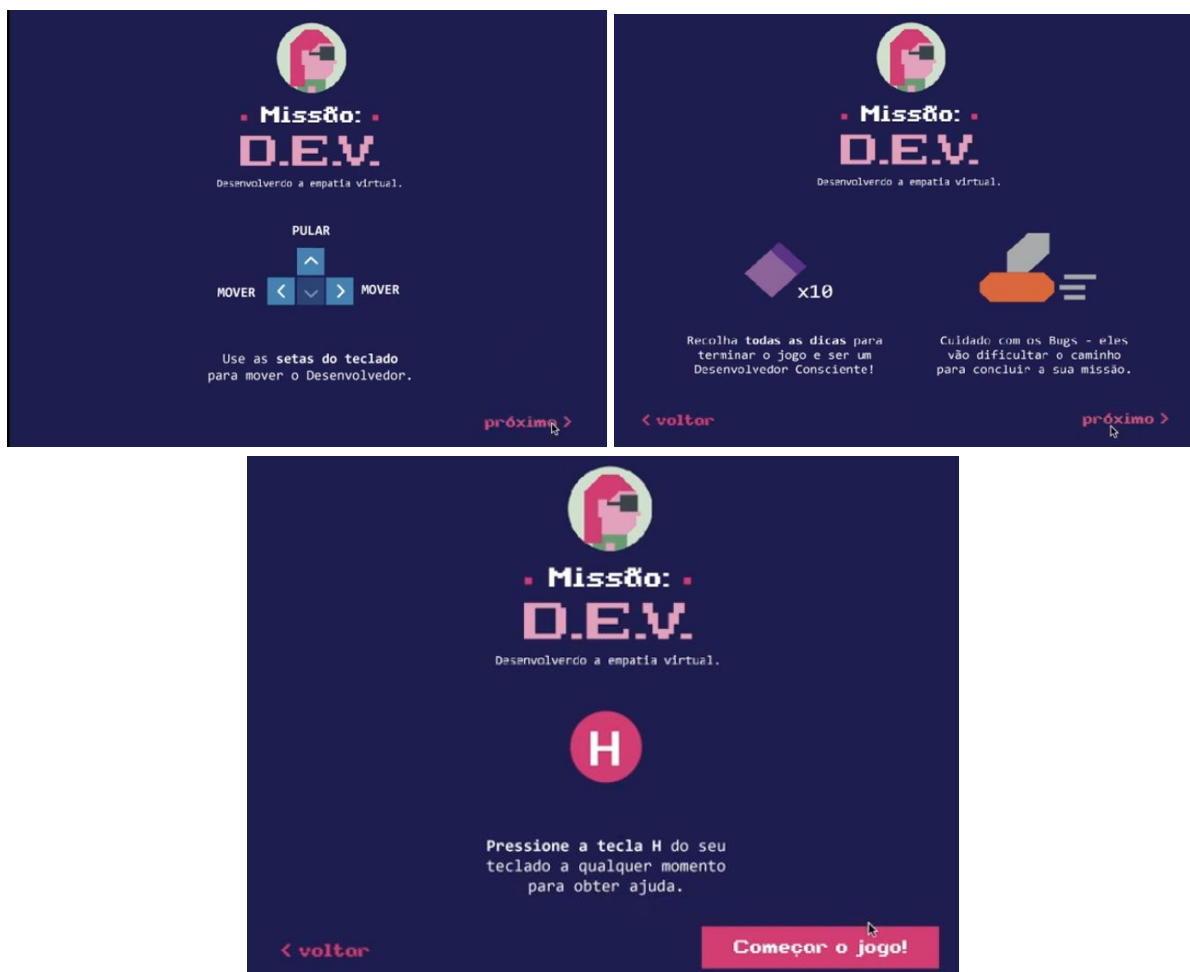 Missão:
D.E.V.
Desenvolvendo a empatia virtual.
PULAR
MOVER
MOVER
Use as setas do teclado
para mover o Desenvolvedor.
próximo >
Missão:
D.E.V.
Desenvolvendo a empatia virtual.
x10
Recolha todas as dicas para
terminar o jogo e ser um
Desenvolvedor Consciente!
Cuidado com os Bugs - eles
vão dificultar o caminho
para concluir a sua missão.
< voltar
próximo >
Missão:
D.E.V.
Desenvolvendo a empatia virtual.
H
Pressione a tecla H do seu
teclado a qualquer momento
para obter ajuda.
< voltar
Começar o jogo!